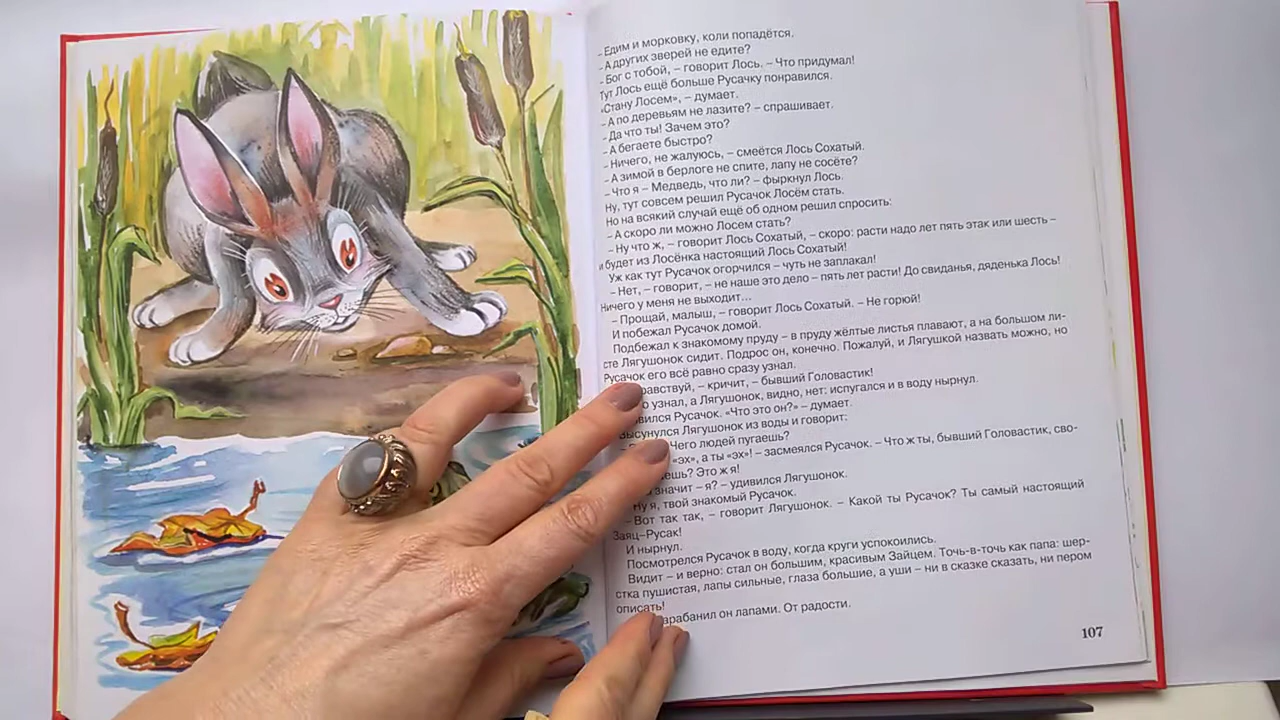 – Едим и морковку, коли попадётся.
– А других зверей не едите?
– Бог с тобой, – говорит Лось. – Что придумал!
Тут Лось ещё больше Русачку понравился.
«Стану Лосем», – думает.
– А по деревьям не лазите? – спрашивает.
– Да что ты! Зачем это?
– А бегаете быстро?
– Ничего, не жалуюсь, – смеётся Лось Сохатый.
– А зимой в берлоге не спите, лапу не сосёте?
– Что я – Медведь, что ли? – фыркнул Лось.
Ну, тут совсем решил Русачок Лосём стать.
Но на всякий случай ещё об одном решил спросить:
– А скоро ли можно Лосем стать?
– Ну что ж, – говорит Лось Сохатый, – скоро: расти надо лет пять этак или шесть –
и будет из Лосёнка настоящий Лось Сохатый!
Уж как тут Русачок огорчился – чуть не заплакал!
– Нет, – говорит, – не наше это дело – пять лет расти! До свиданья, дяденька Лось!
Ничего у меня не выходит...
– Прощай, малыш, – говорит Лось Сохатый. – Не горюй!
И побежал Русачок домой.
Подбежал к знакомому пруду – в пруду жёлтые листья плавают, а на большом ли-
сте Лягушонок сидит. Подрос он, конечно. Пожалуй, и Лягушкой назвать можно, но
Русачок его всё равно сразу узнал.
равствуй, – кричит, – бывший Головастик!
о узнал, а Лягушонок, видно, нет: испугался и в воду нырнул.
вился Русачок. «Что это он?» – думает.
Высунулся Лягушонок из воды и говорит:
Чего людей пугаешь?
«эх», а ты «эх»! – засмеялся Русачок. – Что ж ты, бывший Головастик, сво-
ешь? Это ж я!
значит – я? – удивился Лягушонок.
Ну я, твой знакомый Русачок.
– Вот так так, – говорит Лягушонок. – Какой ты Русачок? Ты самый настоящий
Заяц-Русак!
И нырнул.
Посмотрелся Русачок в воду, когда круги успокоились.
Видит – и верно: стал он большим, красивым Зайцем. Точь-в-точь как папа: шер-
стка пушистая, лапы сильные, глаза большие, а уши – ни в сказке сказать, ни пером
описать!
арабанил он лапами. От радости.
107